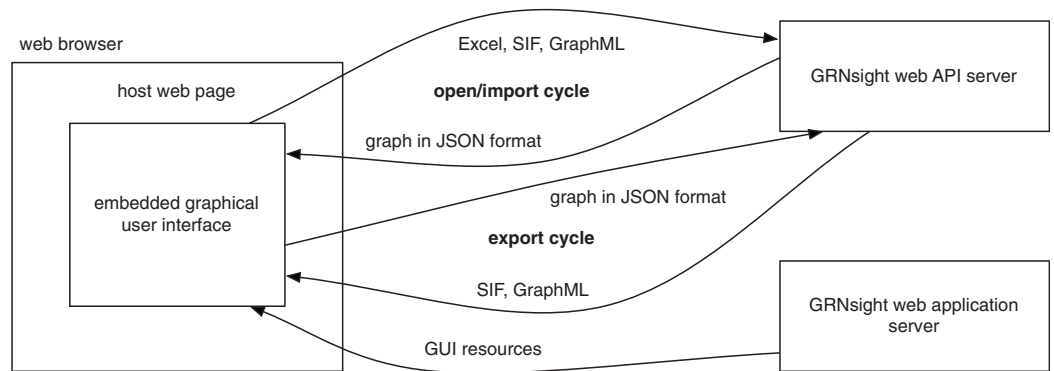 web browser
host web page
embedded graphical
user interface
Excel, SIF, GraphML
open/import cycle
graph in JSON format
graph in JSON format
export cycle
SIF, GraphML
GUI resources
GRNsight web API server
GRNsight web application
server